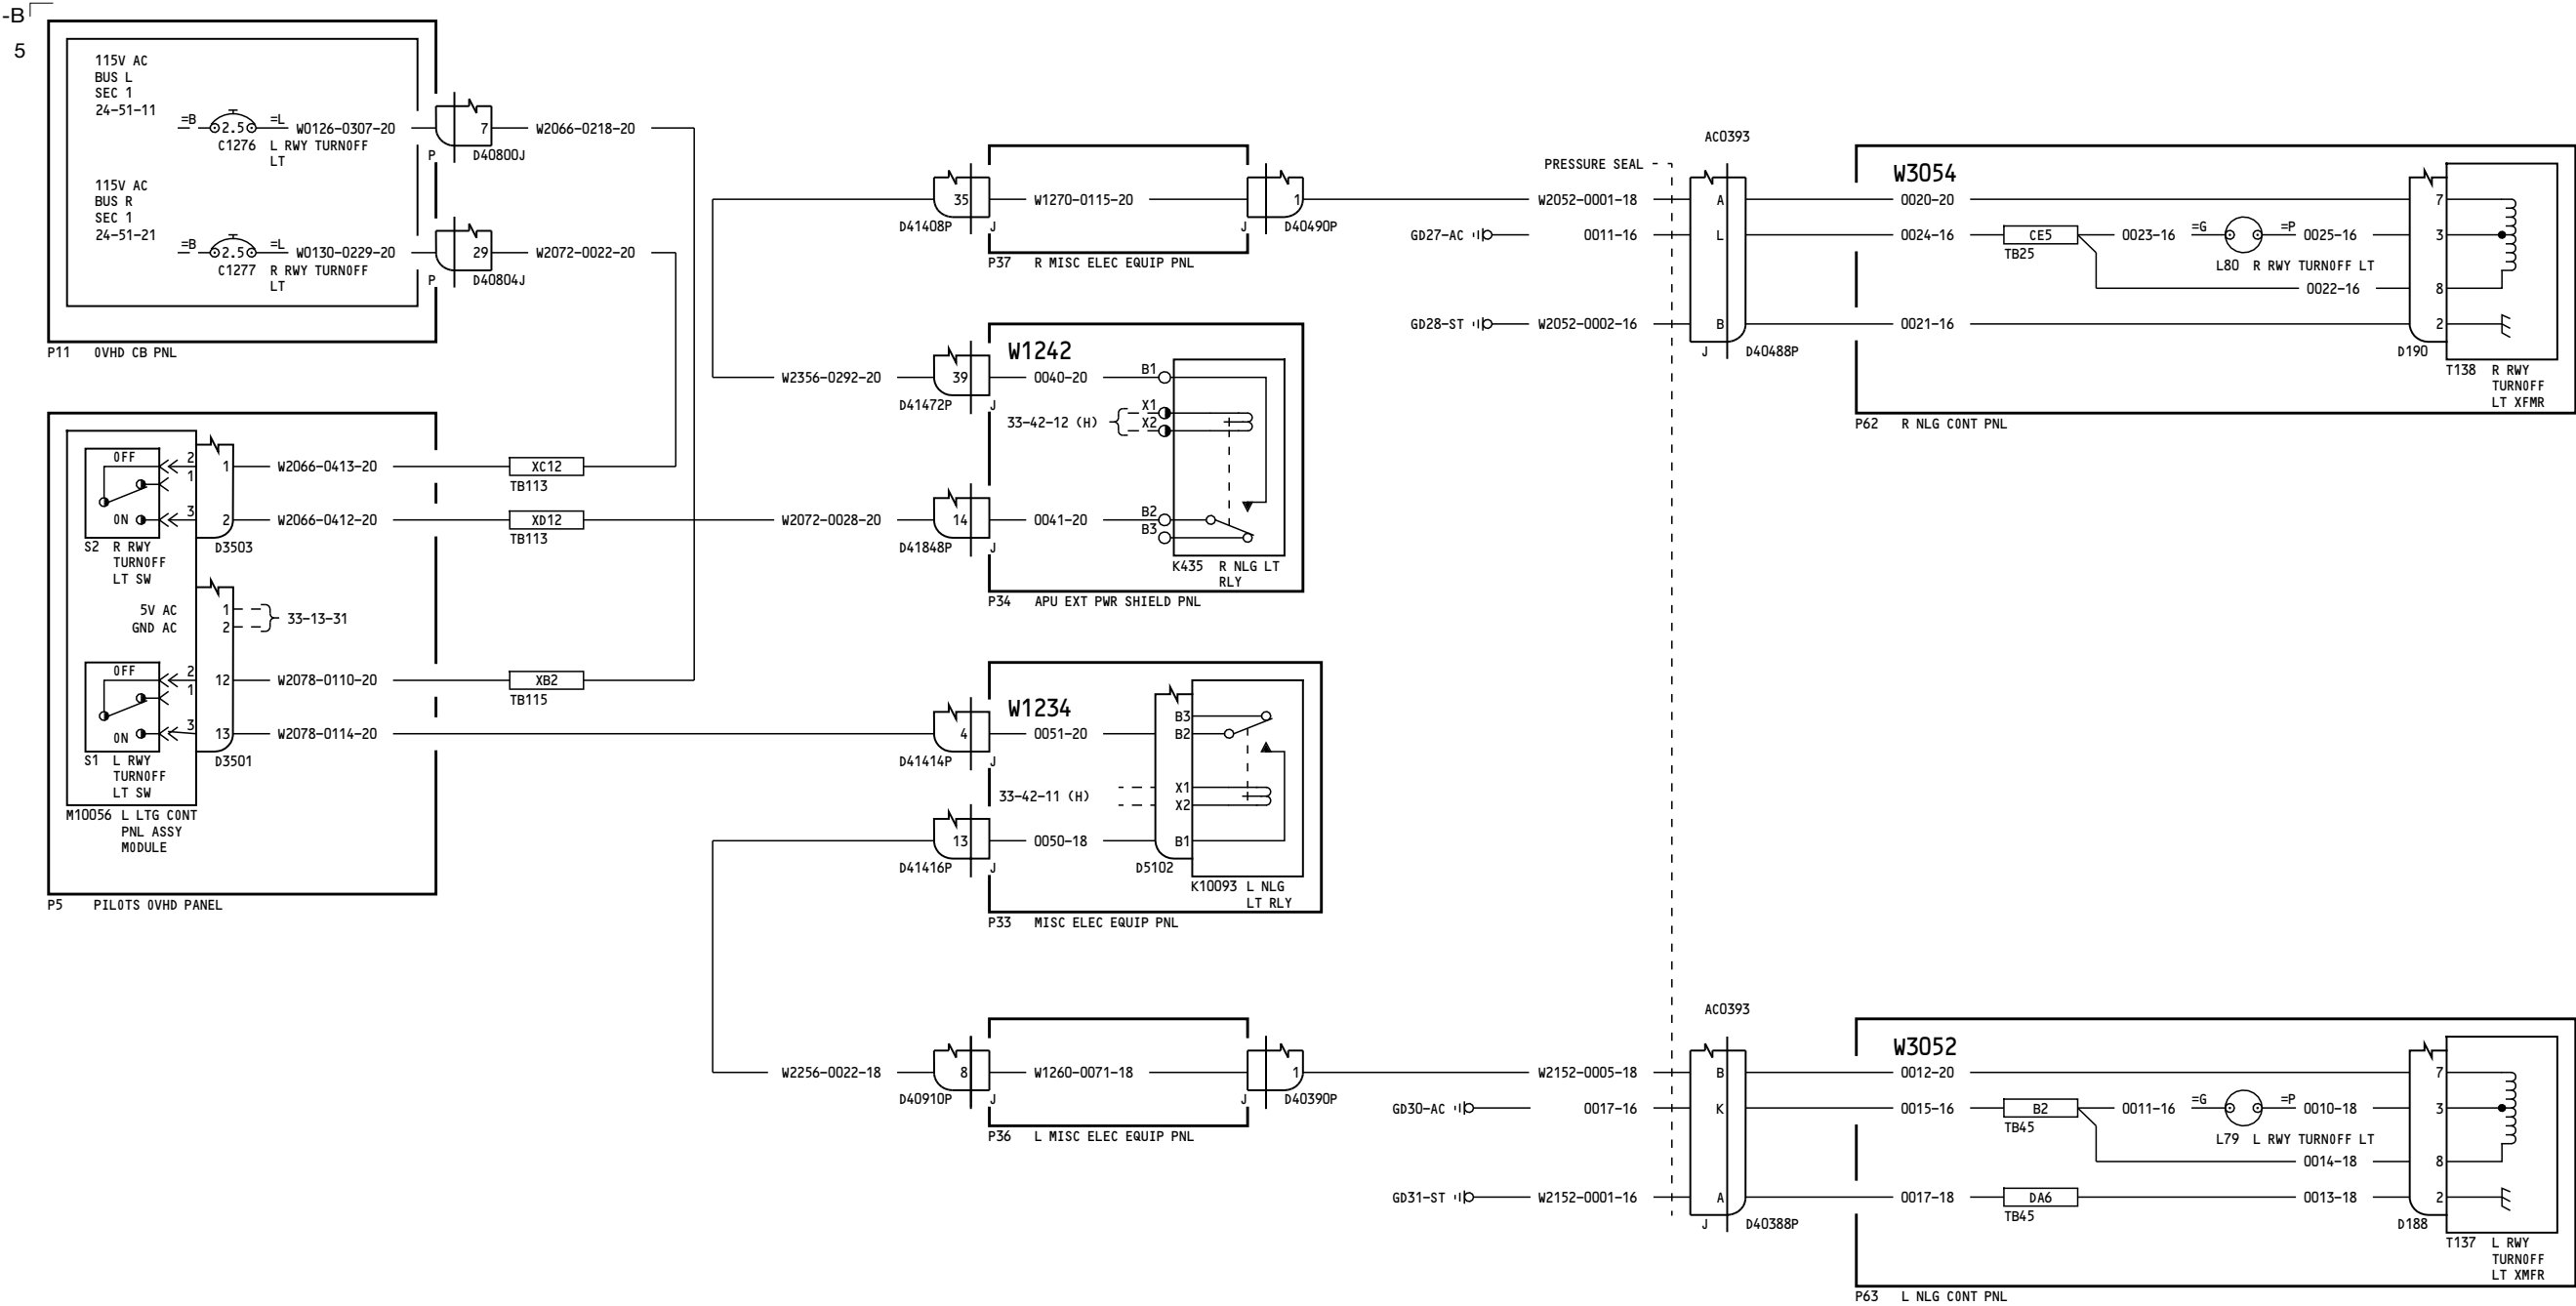 -B
5
115V AC
BUS L
SEC 1
24-51-11
=B 2.5 =L W0126-0307-20 7 W2066-0218-20
C1276 L RWY TURNOFF
LT
P D40800J
115V AC
BUS R
SEC 1
24-51-21
=B 2.5 =L W0130-0229-20 29 W2072-0022-20
C1277 R RWY TURNOFF
LT
P D40804J
P11 OVHD CB PNL
OFF 2 1 W2066-0413-20 XC12
1 TB113
ON 3 2 W2066-0412-20 XD12
TB113
S2 R RWY
TURNOFF
LT SW
D3503
5V AC 1
GND AC 2
33-13-31
OFF 2 12 W2078-0110-20 XB2
1 TB115
ON 3 13 W2078-0114-20
S1 L RWY
TURNOFF
LT SW
D3501
M10056 L LTG CONT
PNL ASSY
MODULE
P5 PILOTS OVHD PANEL
35 W1270-0115-20 1
D41408P J J D40490P
P37 R MISC ELEC EQUIP PNL
W1242
W2356-0292-20 39 0040-20 B1
D41472P J
33-42-12 (H) X1
X2
W2072-0028-20 14 0041-20 B2
B3
D41848P J
K435 R NLG LT
RLY
P34 APU EXT PWR SHIELD PNL
W1234
4 0051-20 B3
B2
D41414P J
33-42-11 (H) X1
X2
13 0050-18 B1
D41416P J D5102
K10093 L NLG
LT RLY
P33 MISC ELEC EQUIP PNL
W2256-0022-18 8 W1260-0071-18 1
D40910P J J D40390P
P36 L MISC ELEC EQUIP PNL
PRESSURE SEAL
AC0393
W2052-0001-18 A
GD27-AC 0011-16 L
GD28-ST W2052-0002-16 B
J D40488P
W3054
0020-20 7
0024-16 CE5 0023-16 =G =P 0025-16 3
TB25 L80 R RWY TURNOFF LT
0022-16 8
0021-16 2
D190
T138 R RWY
TURNOFF
LT XFMR
P62 R NLG CONT PNL
AC0393
W2152-0005-18 B
GD30-AC 0017-16 K
GD31-ST W2152-0001-16 A
J D40388P
W3052
0012-20 7
0015-16 B2 0011-16 =G =P 0010-18 3
TB45 L79 L RWY TURNOFF LT
0014-18 8
0017-18 DA6 0013-18 2
TB45
D188
T137 L RWY
TURNOFF
LT XMFR
P63 L NLG CONT PNL